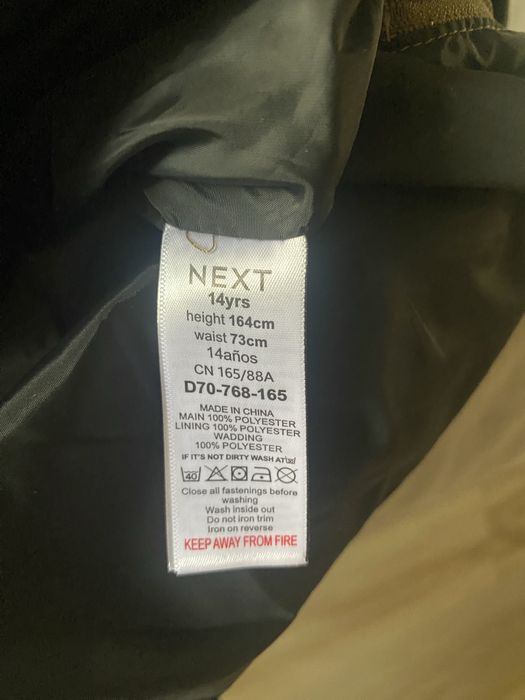 NEXT
14yrs
height 164cm
waist 73cm
14años
CN 165/88A
D70-768-165
MADE IN CHINA
MAIN 100% POLYESTER
LINING 100% POLYESTER
WADDING
100% POLYESTER
IF IT'S NOT DIRTY WASH AT 30
40
Close all fastenings before
washing
Wash inside out
Do not iron trim
Iron on reverse
KEEP AWAY FROM FIRE